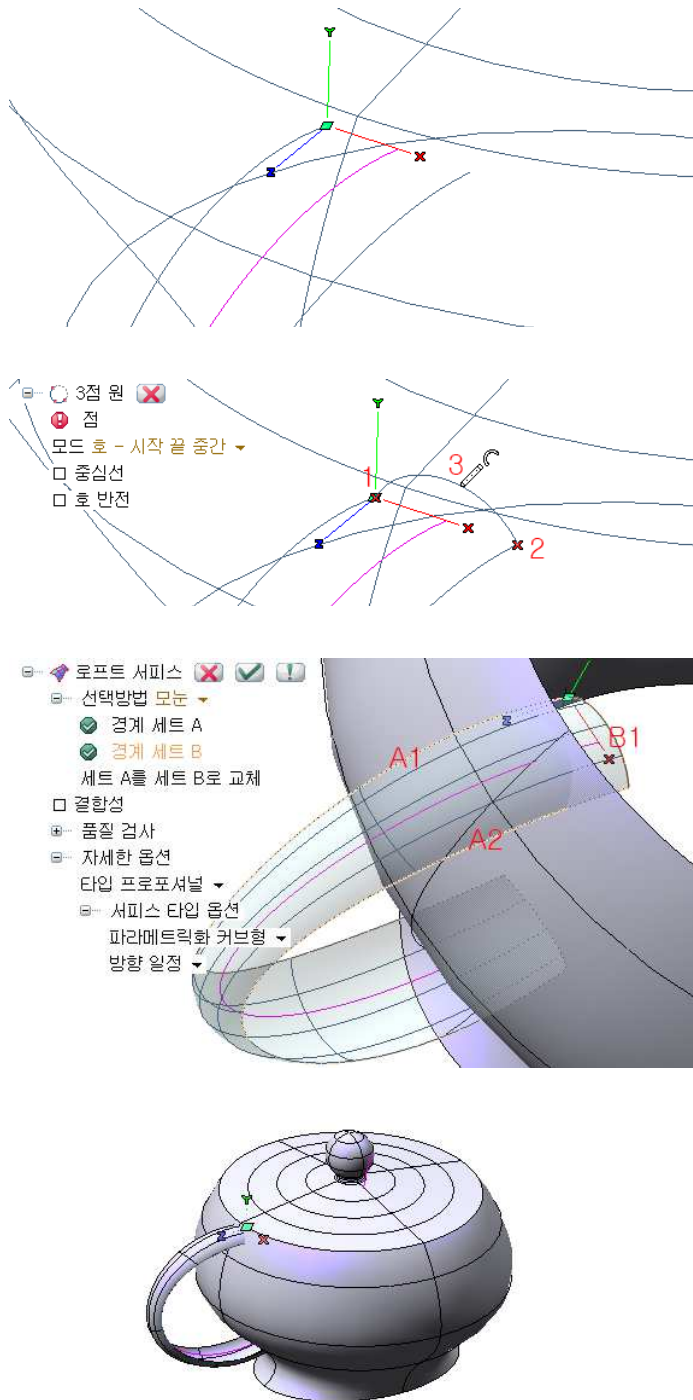 Y
X
Z
3점 원
점
모드 호 - 시작 끝 중간
중심선
호 반전
Y
1
3
X
Z
2
로프트 서피스
선택방법 모눈
경계 세트 A
경계 세트 B
세트 A를 세트 B로 교체
결합성
품질 검사
자세한 옵션
타입 프로포셔널
서피스 타입 옵션
파라메트릭화 커브형
방향 일정
Z
A1
B1
X
A2
Y
Z
X